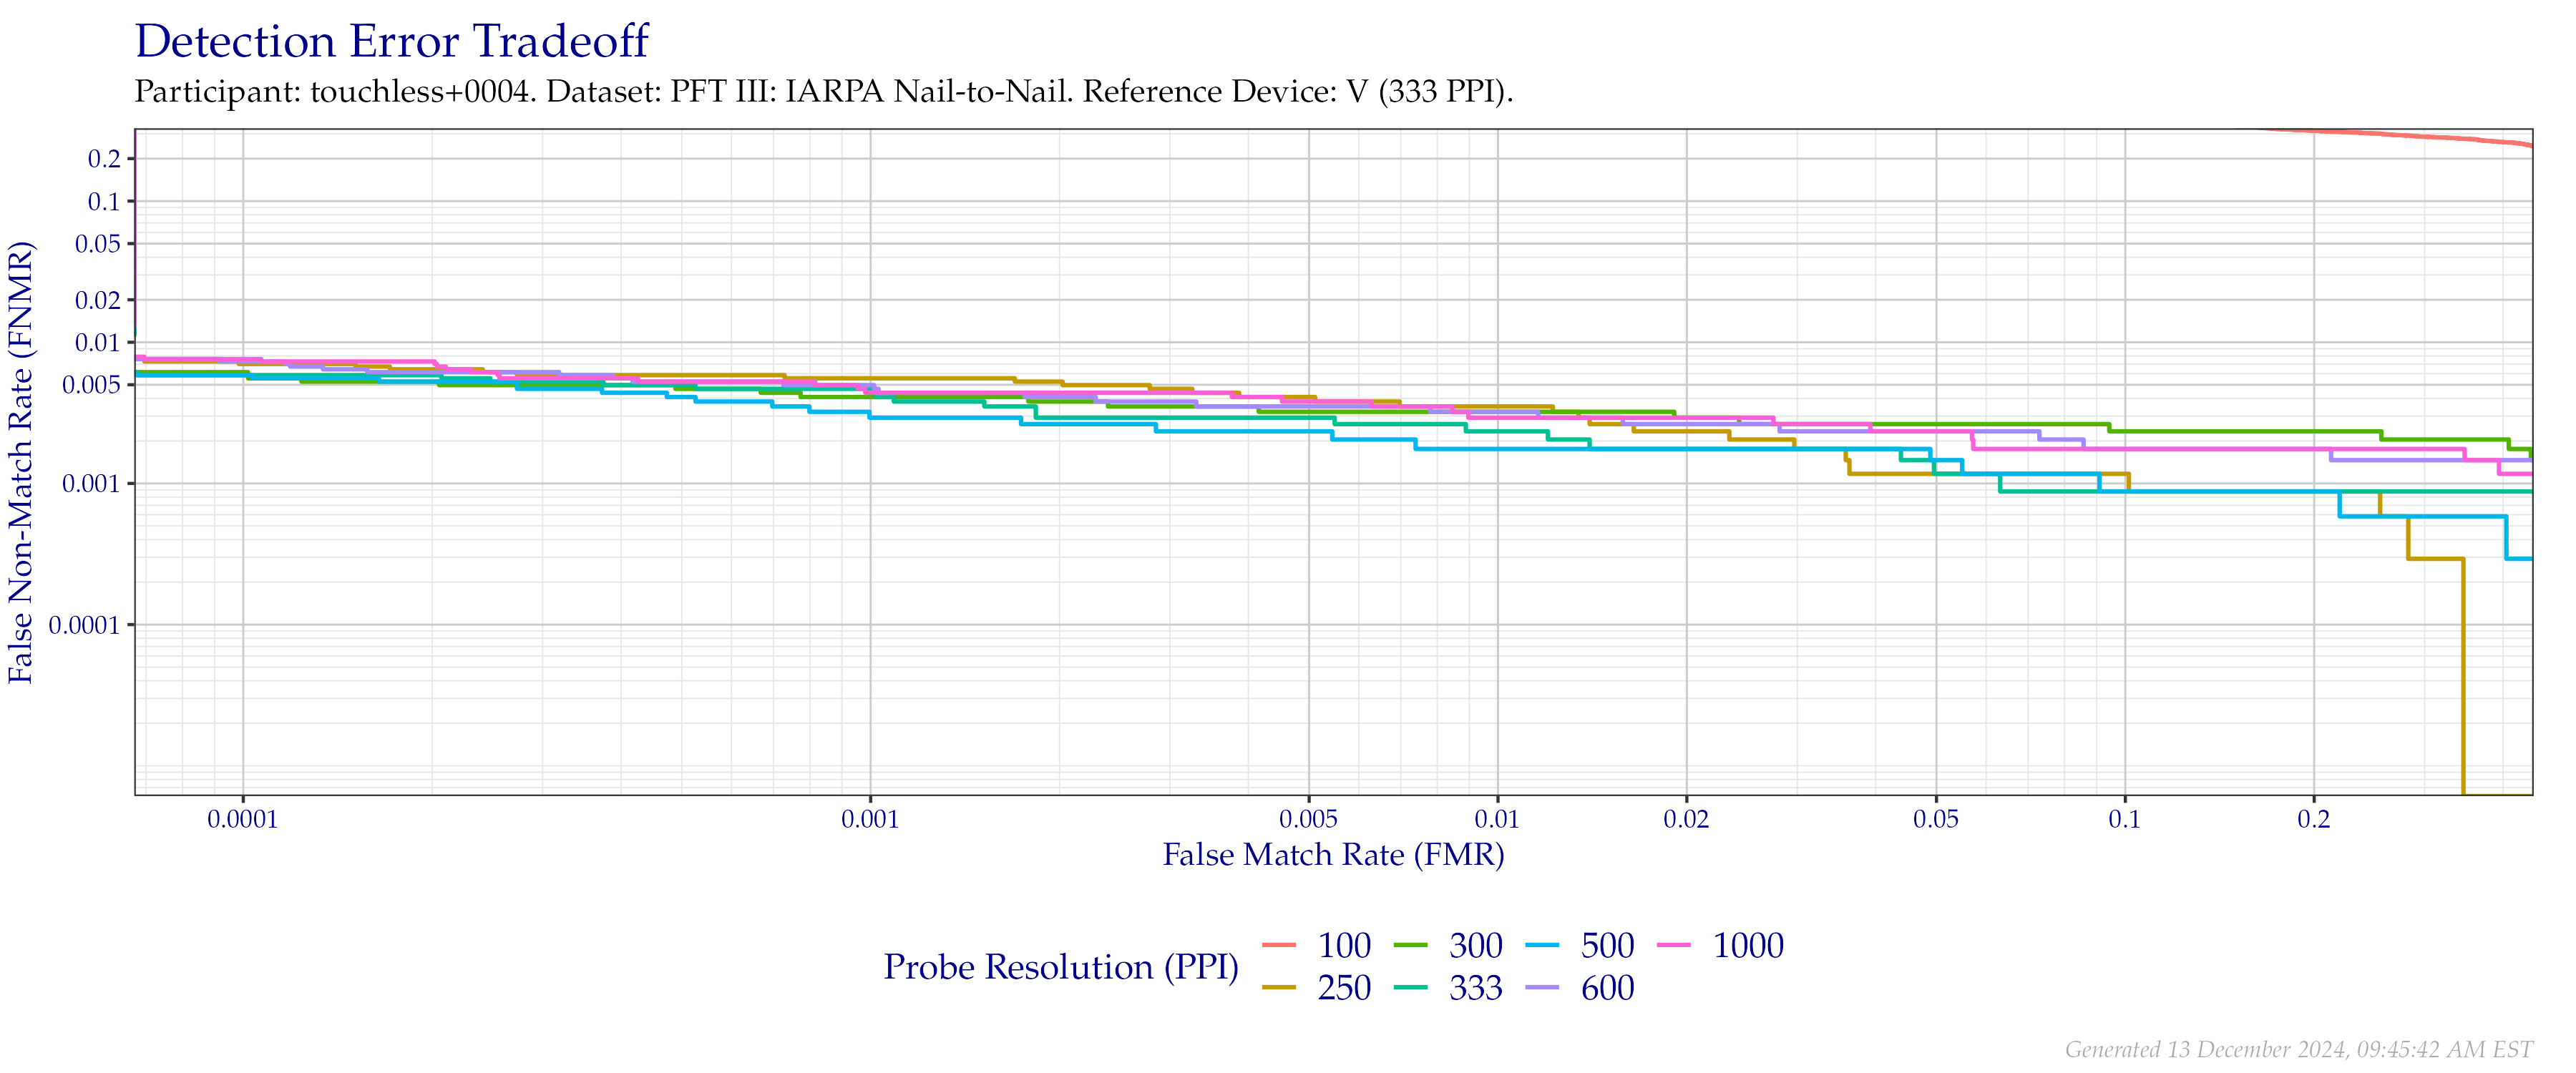 Detection Error Tradeoff
Participant: touchless+0004. Dataset: PFT III: IARPA Nail-to-Nail. Reference Device: V (333 PPI).
False Non-Match Rate (FNMR)
0.2
0.1
0.05
0.02
0.01
0.005
0.001
0.0001
0.0001 0.001 0.005 0.01 0.02 0.05 0.1 0.2
False Match Rate (FMR)
Probe Resolution (PPI)
100 300 500 1000
250 333 600
Generated 13 December 2024, 09:45:42 AM EST